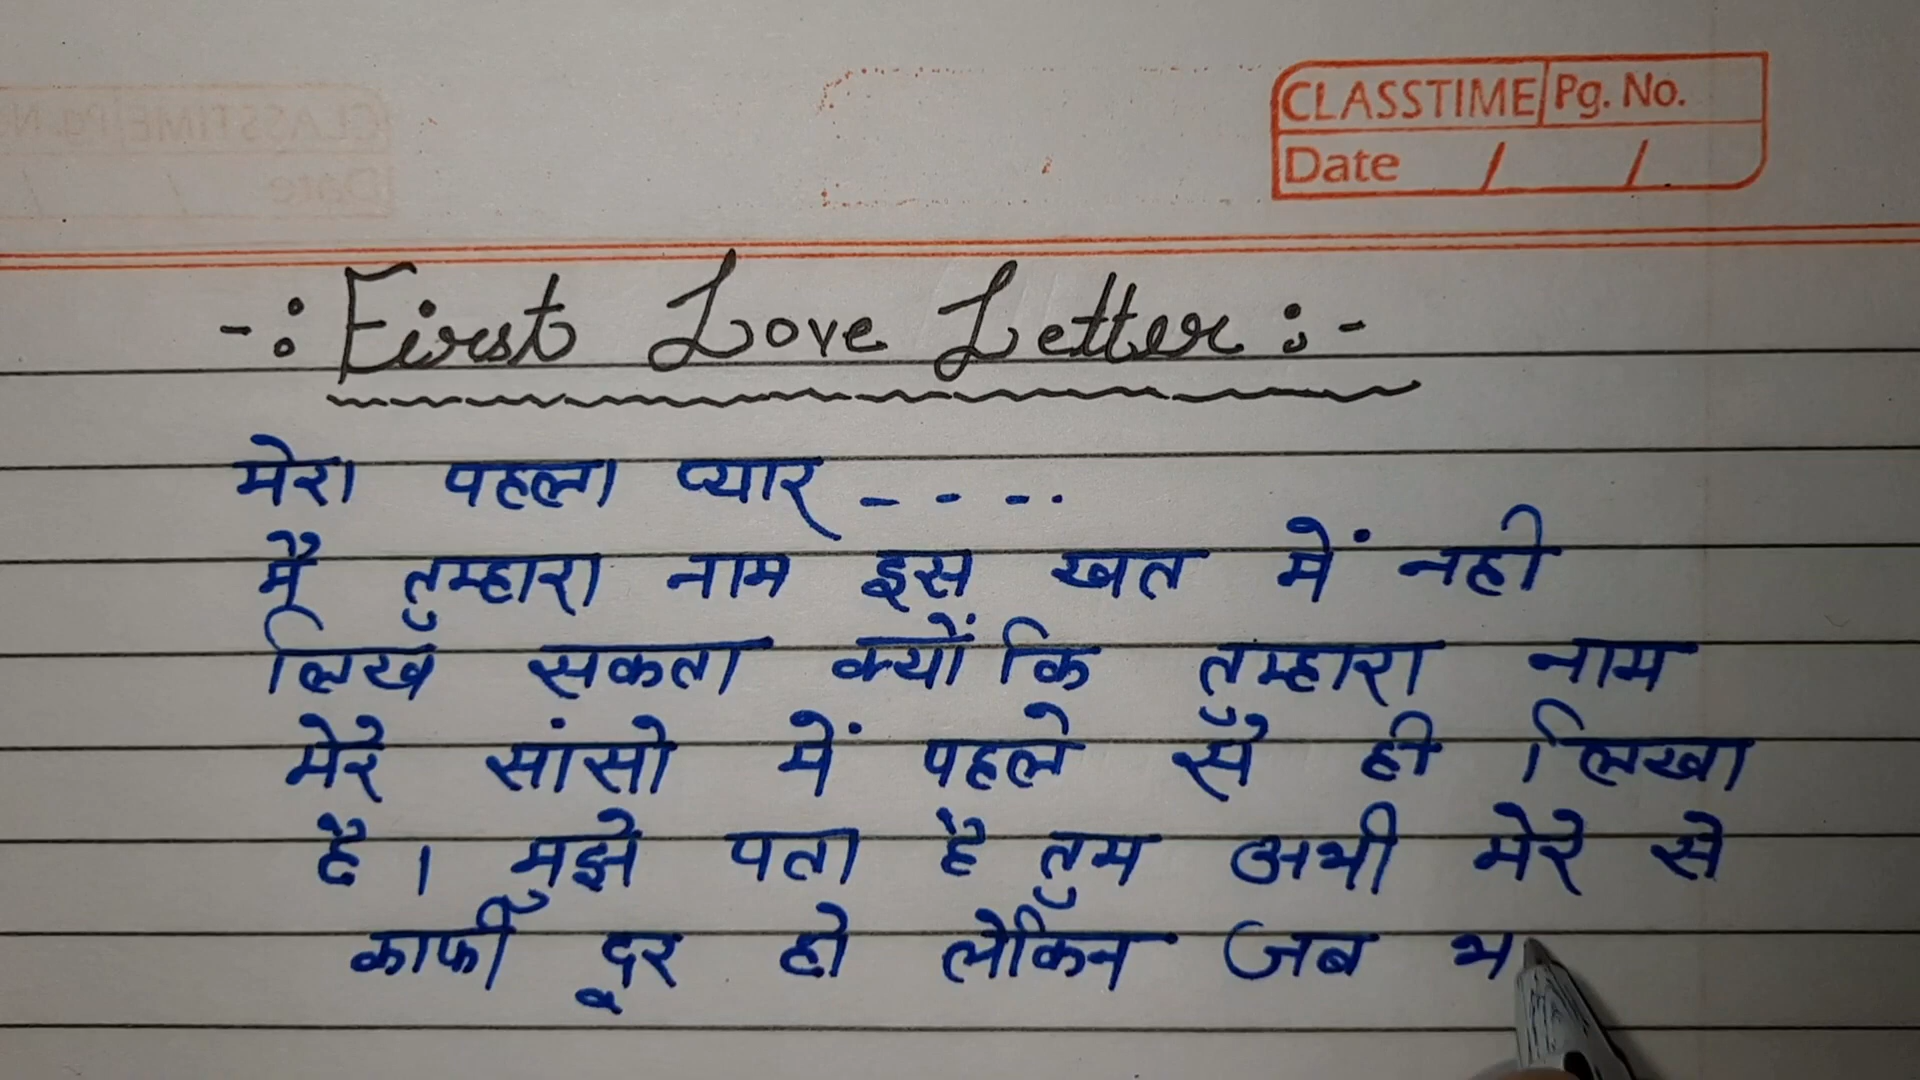 CLASSTIME Pg. No.
Date / /
-: First Love Letter :-
मेरा पहला प्यार - - - -
मै तुम्हारा नाम इस खत में नही
लिख सकता क्यों कि तुम्हारा नाम
मेरे सांसो में पहले से ही लिखा
है। मुझे पता है तुम अभी मेरे से
काफी दूर हो लेकिन जब भ